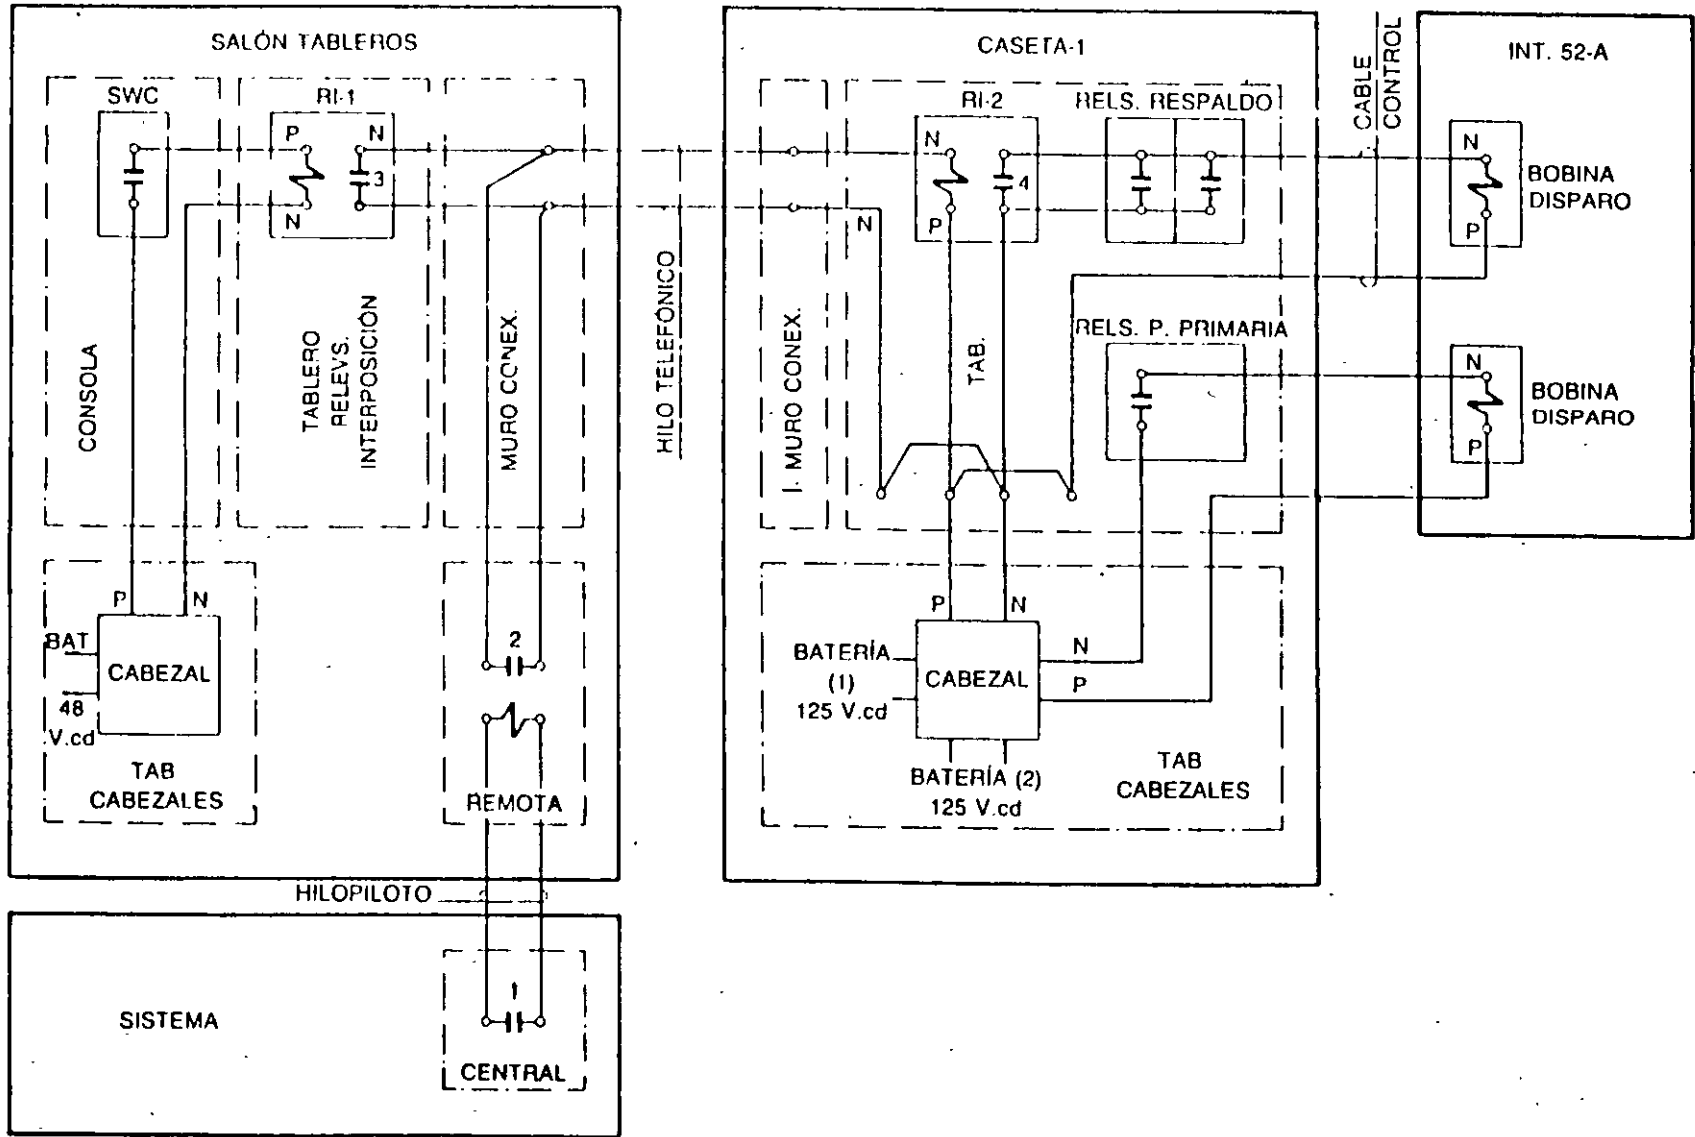 SALÓN TABLEROS
SWC
RI-1
P
N
3
N
CONSOLA
TABLERO
RELEVS.
INTERPOSICIÓN
MURO CONEX.
P
N
BAT.
48
V.cd
CABEZAL
TAB
CABEZALES
2
REMOTA
HILOPILOTO
SISTEMA
1
CENTRAL
HILO TELEFÓNICO
CASETA-1
RI-2
RELS. RESPALDO
N
4
P
N
MURO CONEX.
TAB.
RELS. P. PRIMARIA
P
N
BATERÍA
(1)
125 V.cd
CABEZAL
N
P
BATERÍA (2)
125 V.cd
TAB
CABEZALES
CABLE
CONTROL
INT. 52-A
N
P
BOBINA
DISPARO
N
P
BOBINA
DISPARO